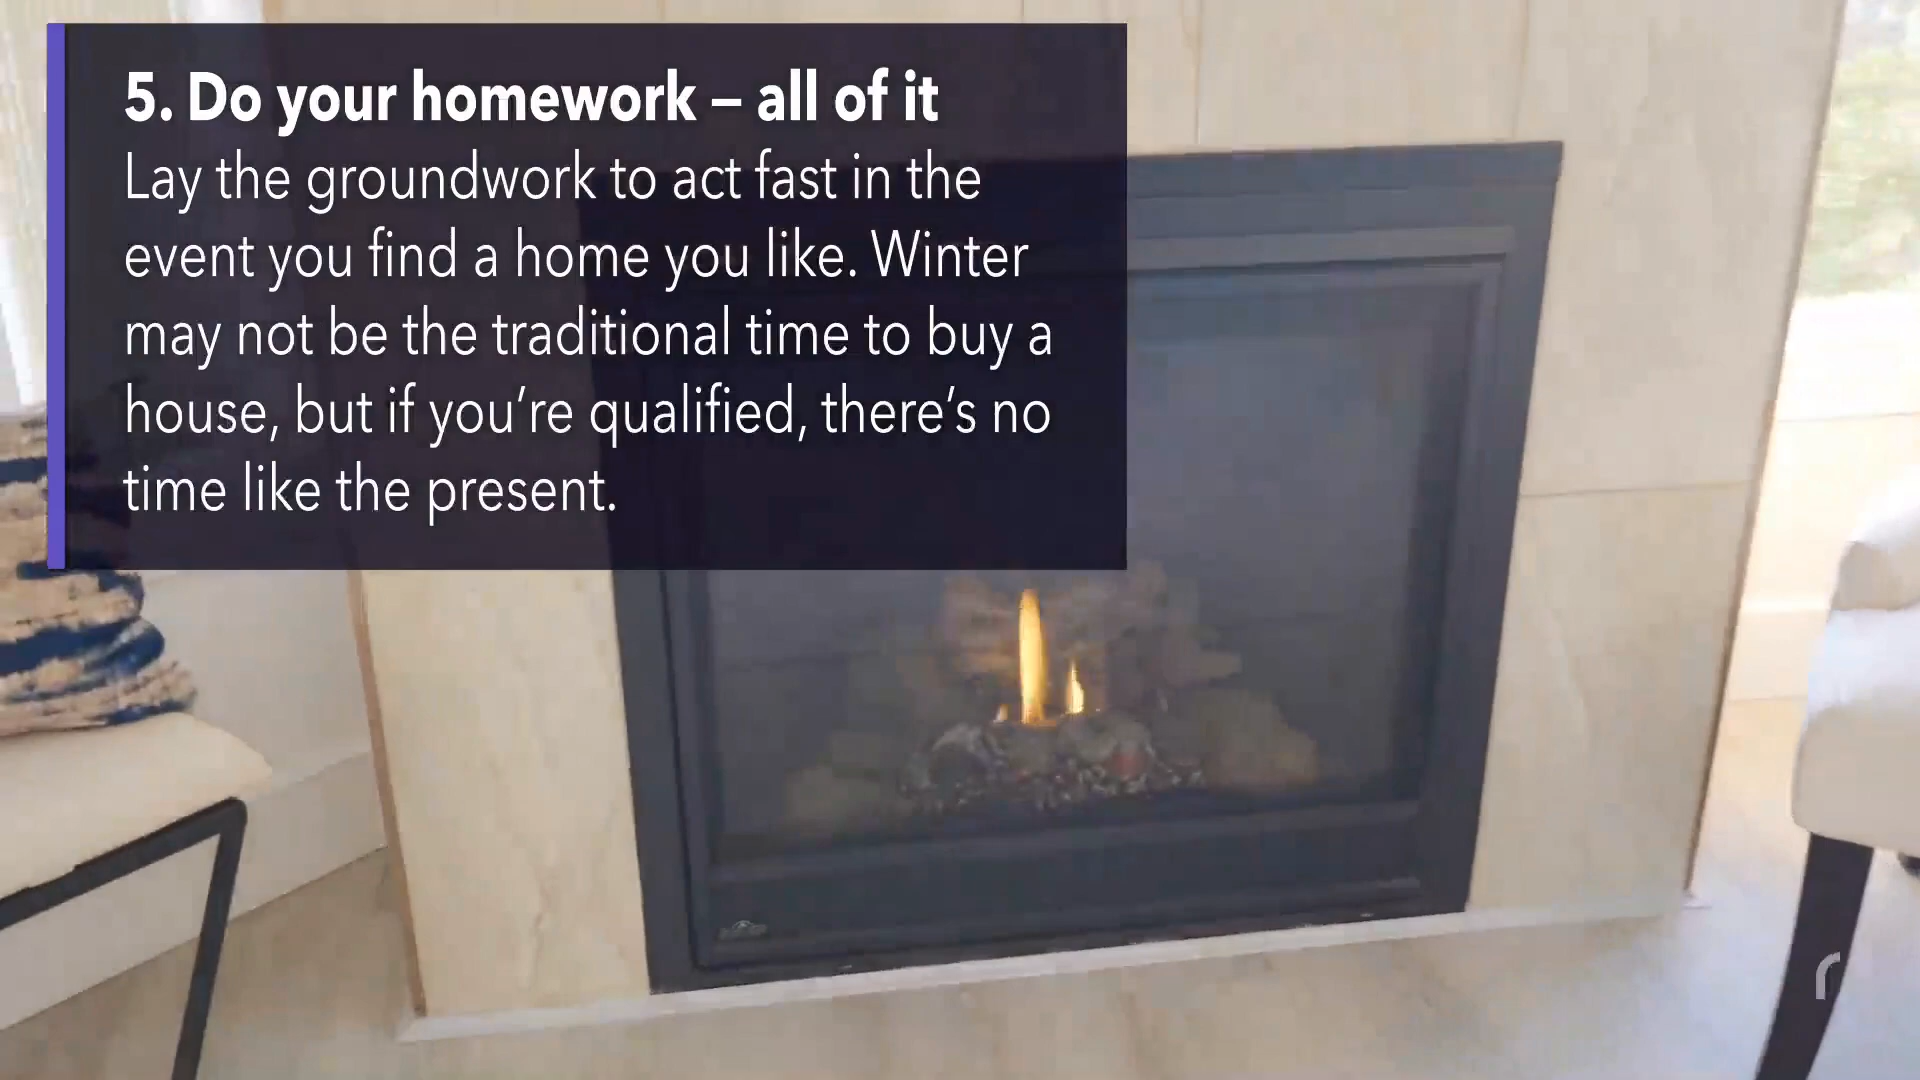 5. Do your homework – all of it
Lay the groundwork to act fast in the
event you find a home you like. Winter
may not be the traditional time to buy a
house, but if you’re qualified, there’s no
time like the present.